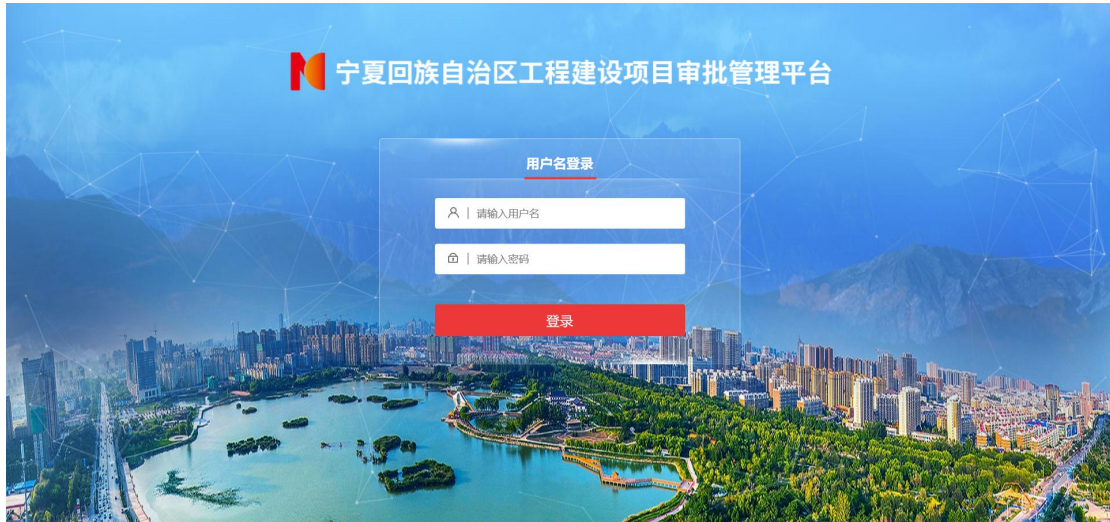 宁夏回族自治区工程建设项目审批管理平台
用户名登录
请输入用户名
请输入密码
登录